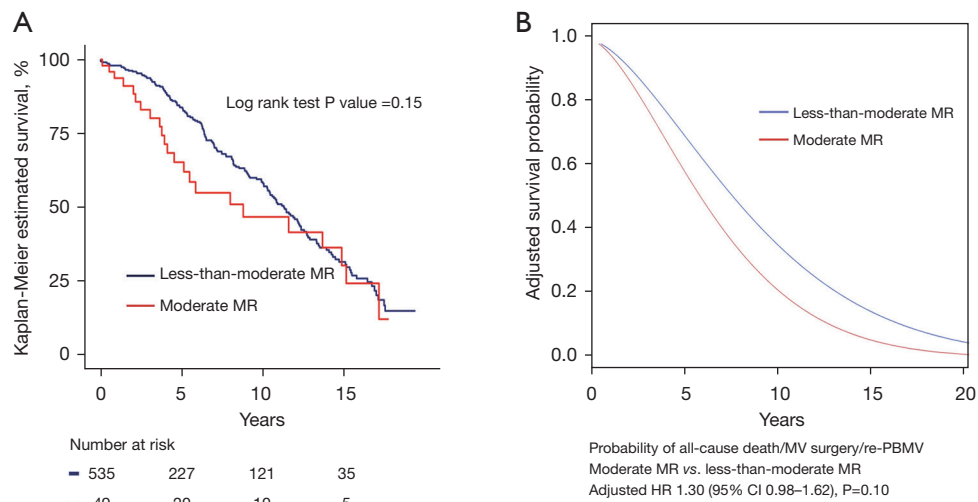 A
Kaplan-Meier estimated survival, %
100
75
50
25
0
Log rank test P value =0.15
Less-than-moderate MR
Moderate MR
0 5 10 15
Years
Number at risk
535 227 121 35
B
Adjusted survival probability
1.0
0.8
0.6
0.4
0.2
0.0
Less-than-moderate MR
Moderate MR
0 5 10 15 20
Years
Probability of all-cause death/MV surgery/re-PBMV
Moderate MR vs. less-than-moderate MR
Adjusted HR 1.30 (95% CI 0.98–1.62), P=0.10